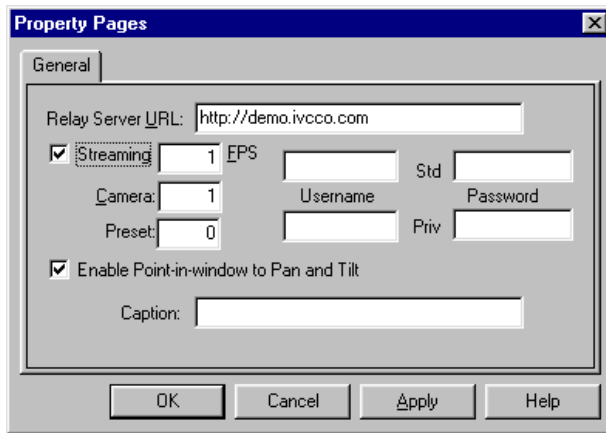 Property Pages
General
Relay Server URL: http://demo.ivcco.com
Streaming 1 FPS
Std
Camera: 1 Username Password
Preset: 0 Priv
Enable Point-in-window to Pan and Tilt
Caption:
OK Cancel Apply Help